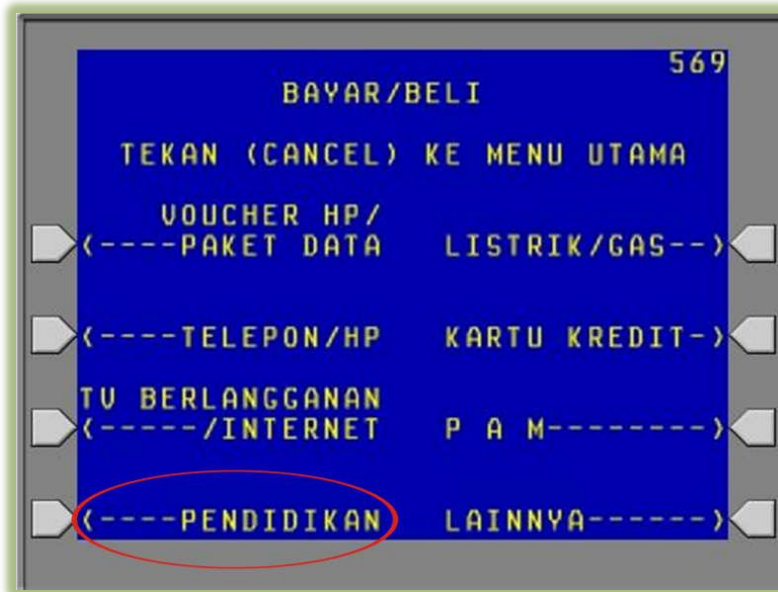 569
BAYAR/BELI
TEKAN (CANCEL) KE MENU UTAMA
VOUCHER HP/
<----PAKET DATA LISTRIK/GAS-->
<----TELEPON/HP KARTU KREDIT->
TV BERLANGGANAN
<-----/INTERNET P A M-------->
<----PENDIDIKAN LAINNYA------>